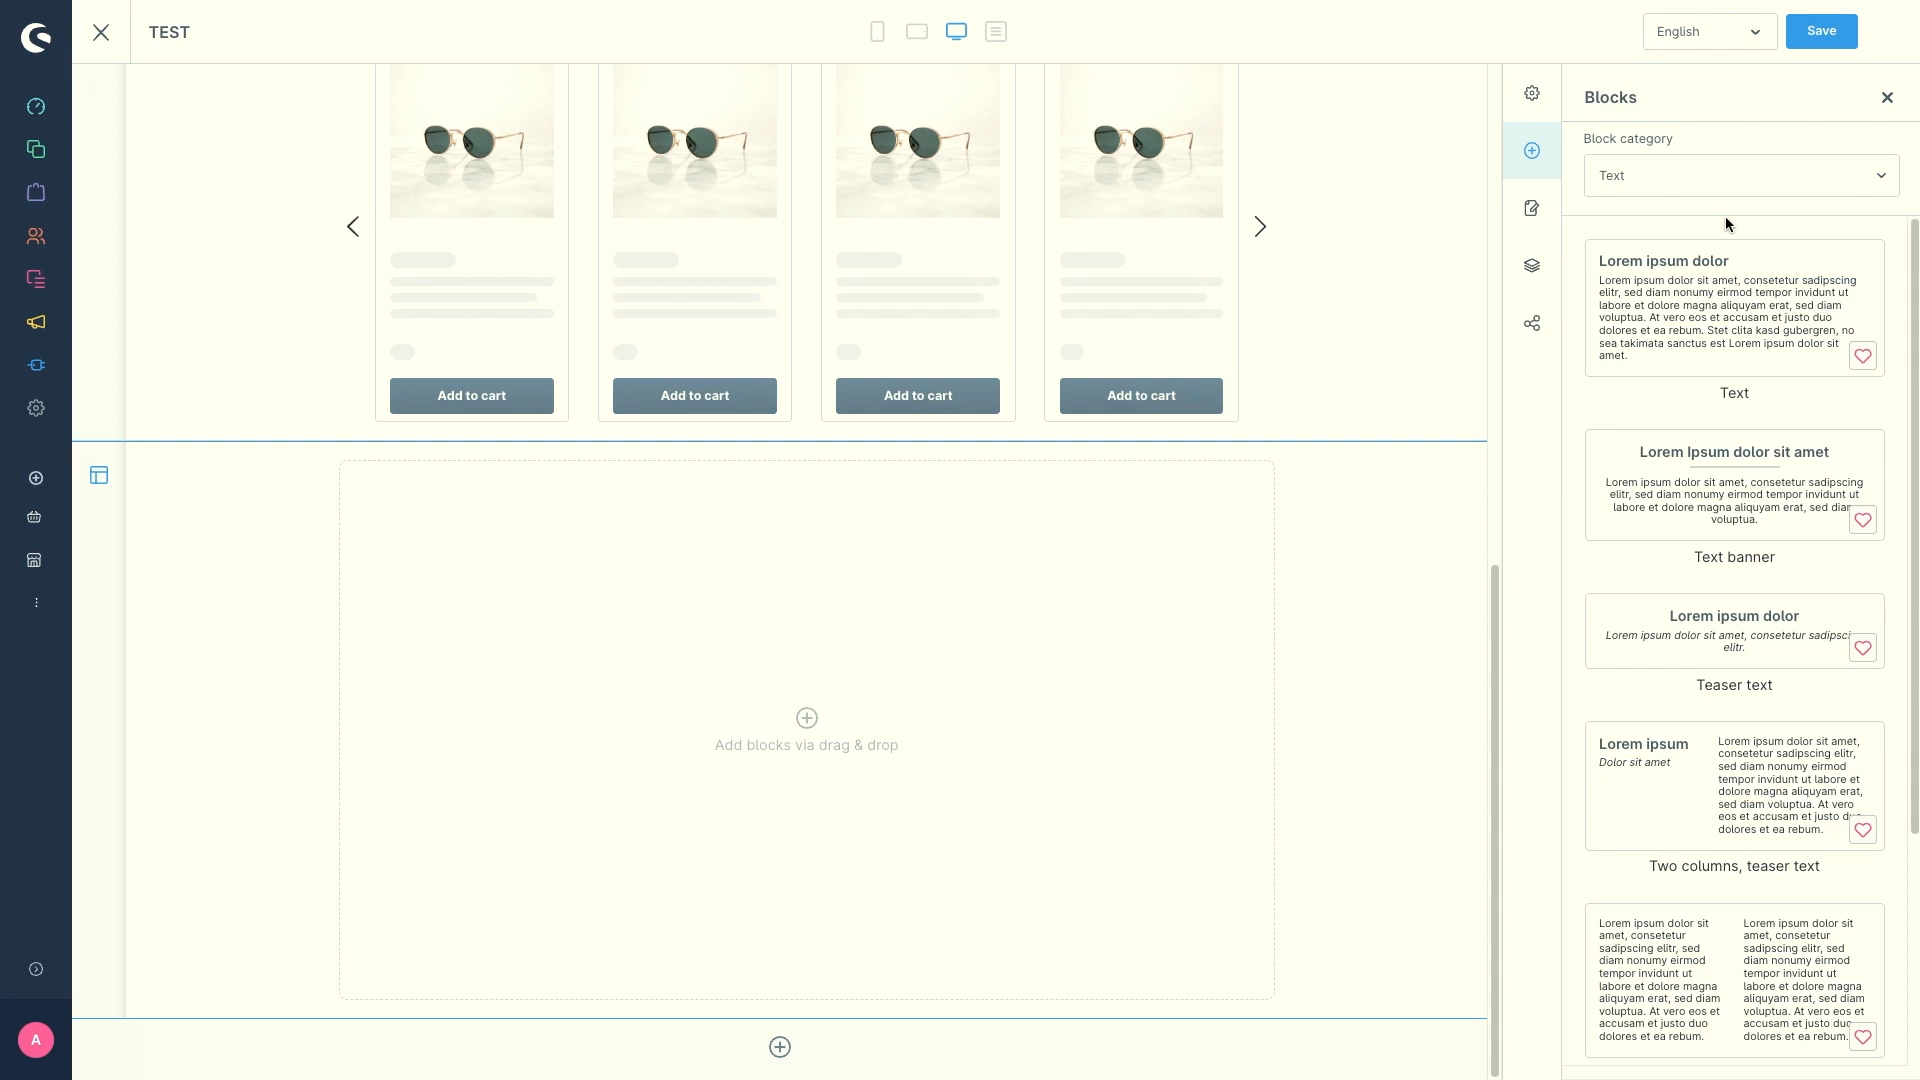 TEST
English
Save
Add to cart
Add to cart
Add to cart
Add to cart
Add blocks via drag & drop
A
Blocks
Block category
Text
Lorem ipsum dolor
Lorem ipsum dolor sit amet, consetetur sadipscing
elitr, sed diam nonumy eirmod tempor invidunt ut
labore et dolore magna aliquyam erat, sed diam
voluptua. At vero eos et accusam et justo duo
dolores et ea rebum. Stet clita kasd gubergren, no
sea takimata sanctus est Lorem ipsum dolor sit
amet.
Text
Lorem Ipsum dolor sit amet
Lorem ipsum dolor sit amet, consetetur sadipscing
elitr, sed diam nonumy eirmod tempor invidunt ut
labore et dolore magna aliquyam erat, sed diam
voluptua.
Text banner
Lorem ipsum dolor
Lorem ipsum dolor sit amet, consetetur
elitr.
Teaser text
Lorem ipsum
Dolor sit amet
Lorem ipsum dolor sit amet,
consetetur sadipscing elitr,
sed diam nonumy eirmod
tempor invidunt ut labore et
dolore magna aliquyam erat,
sed diam voluptua. At vero
eos et accusam et justo duo
dolores et ea rebum.
Two columns, teaser text
Lorem ipsum dolor sit
amet, consetetur
sadipscing elitr, sed
diam nonumy eirmod
tempor invidunt ut
labore et dolore magna
aliquyam erat, sed diam
voluptua. At vero eos et
accusam et justo duo
dolores et ea rebum.
Lorem ipsum dolor sit
amet, consetetur
sadipscing elitr, sed
diam nonumy eirmod
tempor invidunt ut
labore et dolore magna
aliquyam erat, sed diam
voluptua. At vero eos et
accusam et justo duo
dolores et ea rebum.